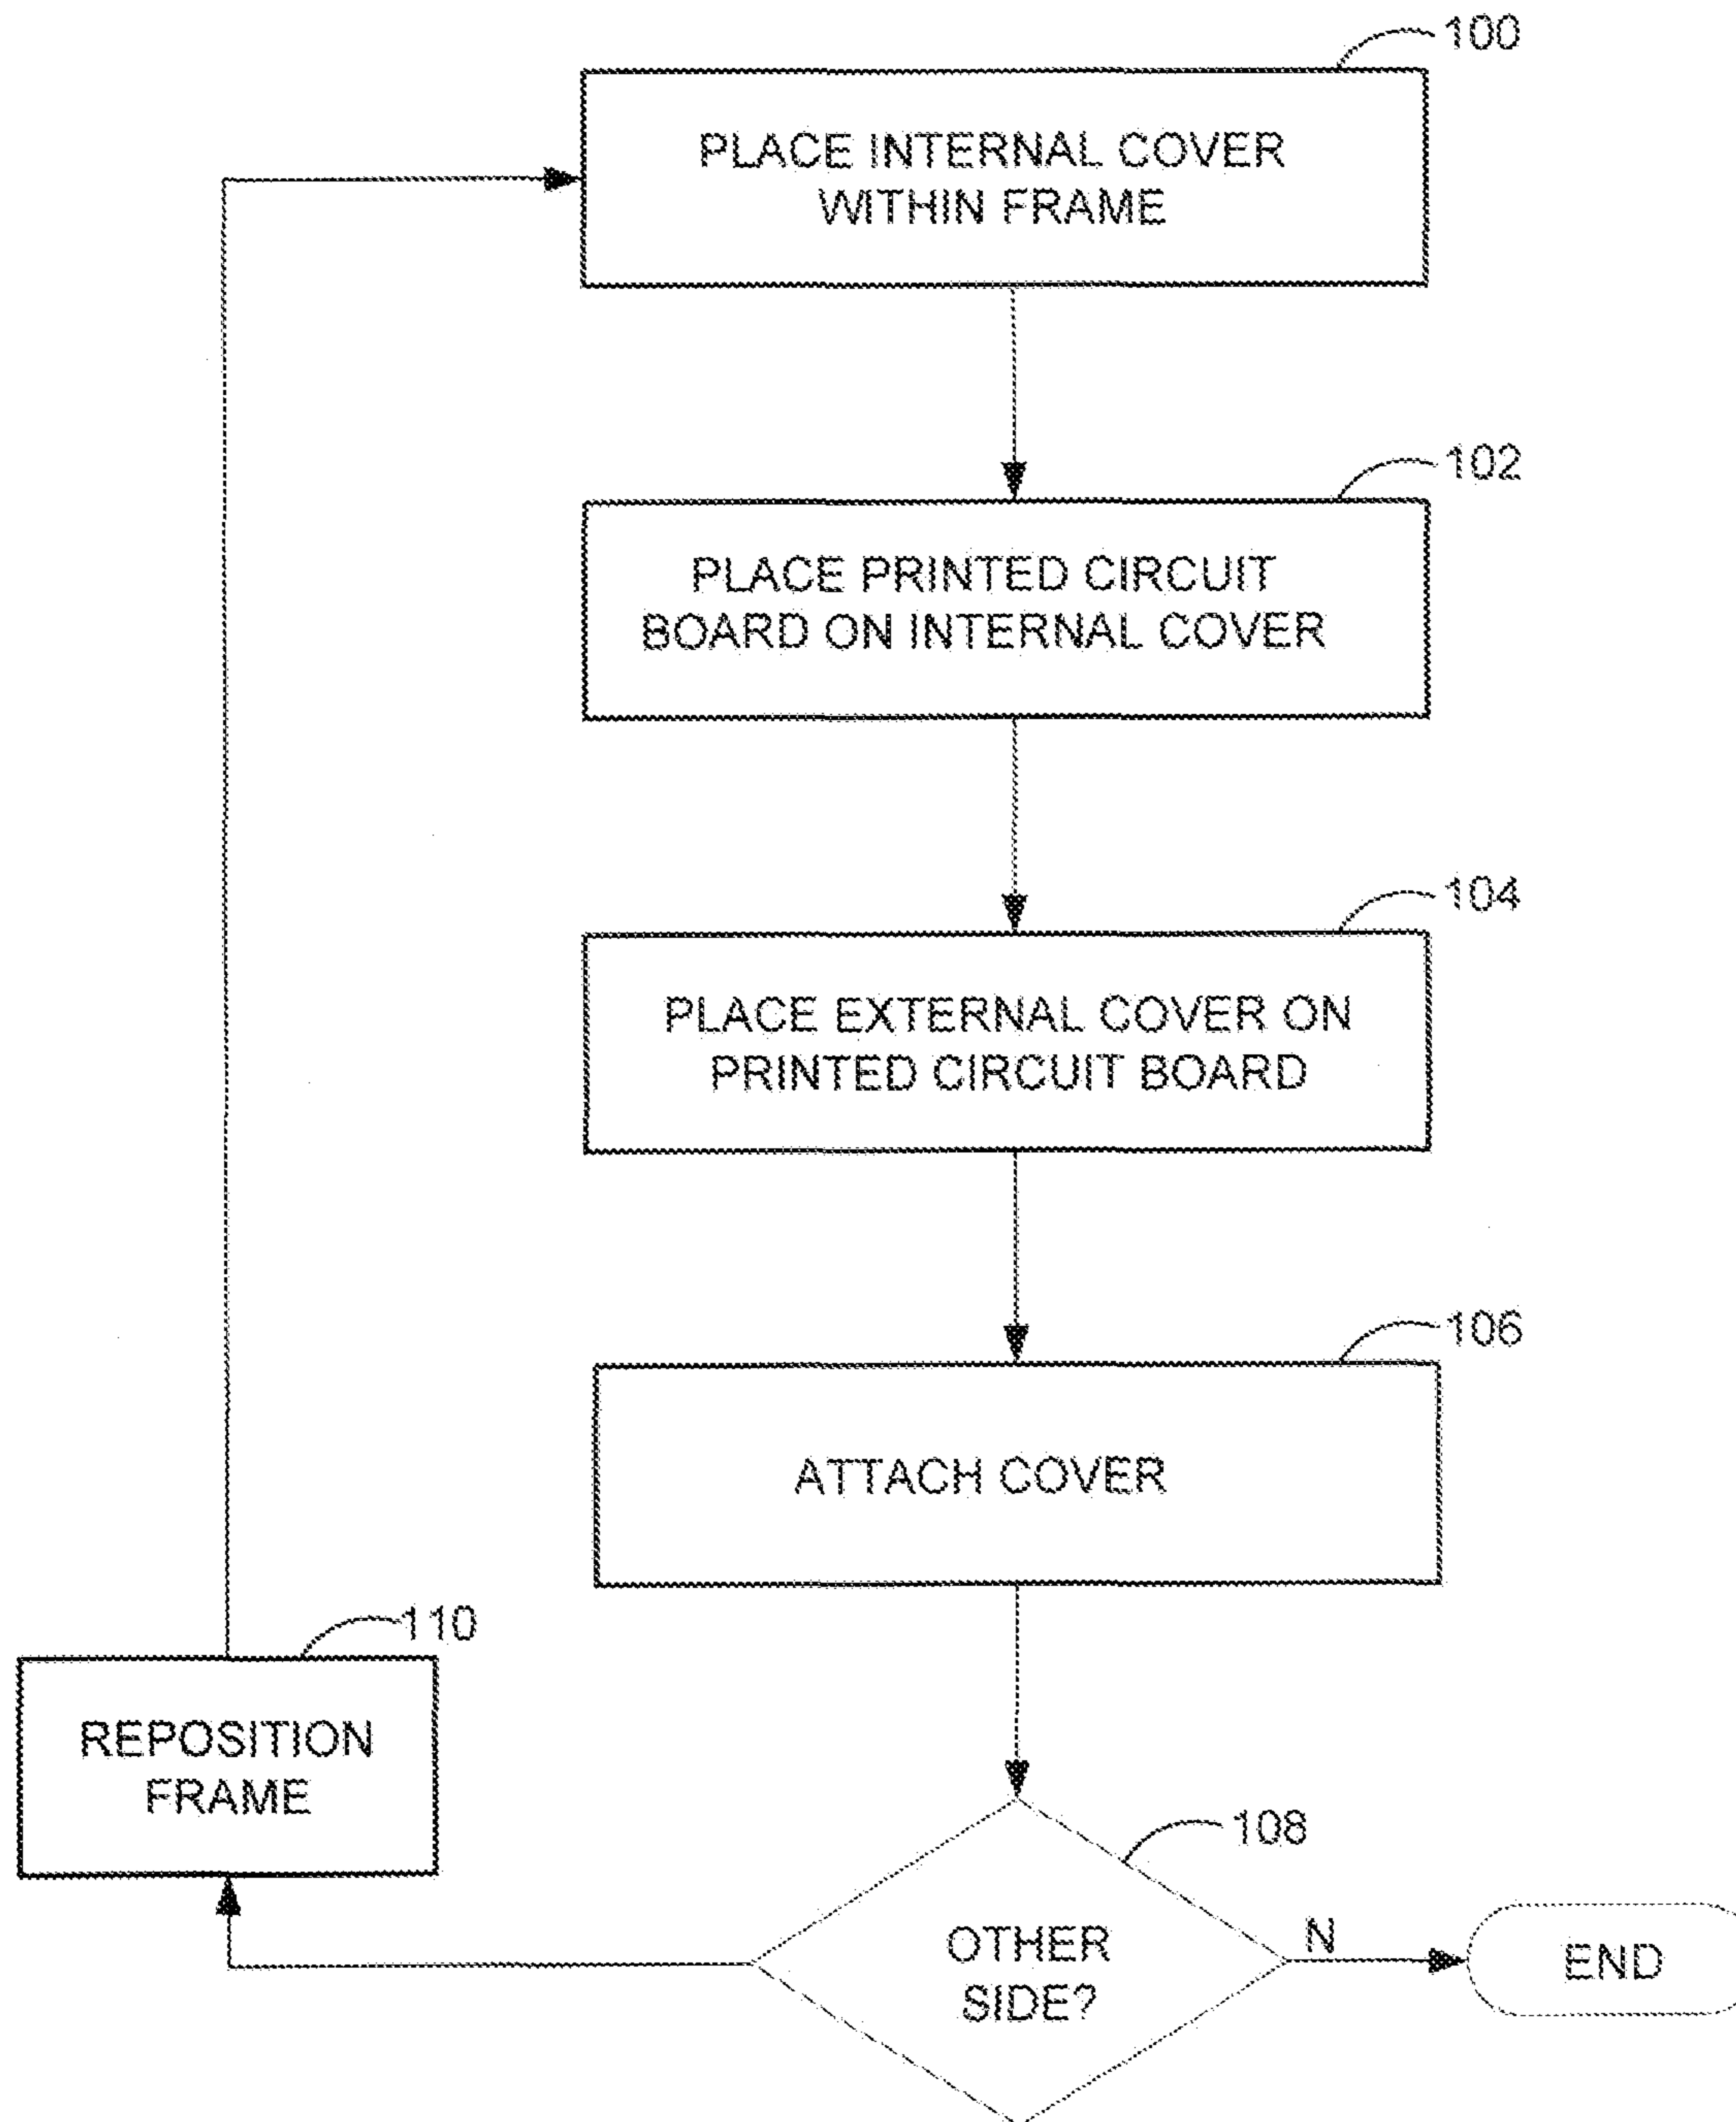 100
PLACE INTERNAL COVER
WITHIN FRAME
102
PLACE PRINTED CIRCUIT
BOARD ON INTERNAL COVER
104
PLACE EXTERNAL COVER ON
PRINTED CIRCUIT BOARD
106
ATTACH COVER
110
REPOSITION
FRAME
108
OTHER
SIDE?
N
END